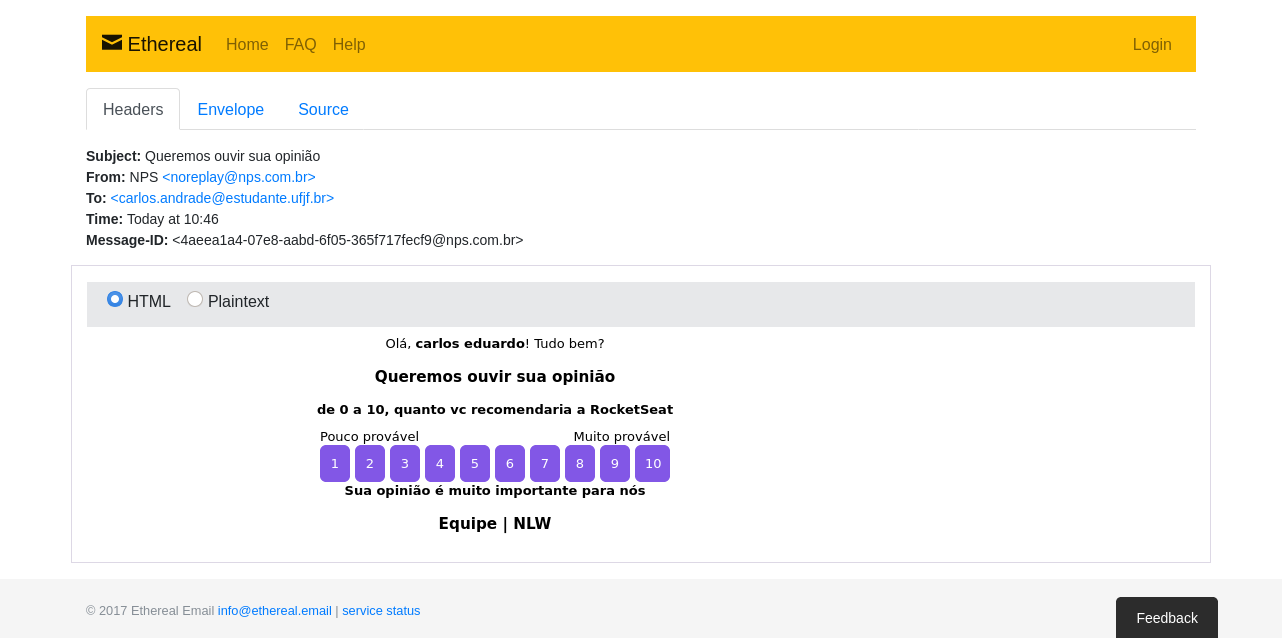 Ethereal Home FAQ Help Login
Headers Envelope Source
Subject: Queremos ouvir sua opinião
From: NPS <noreplay@nps.com.br>
To: <carlos.andrade@estudante.ufjf.br>
Time: Today at 10:46
Message-ID: <4aeea1a4-07e8-aabd-6f05-365f717fecf9@nps.com.br>
HTML Plaintext
Olá, carlos eduardo! Tudo bem?
Queremos ouvir sua opinião
de 0 a 10, quanto vc recomendaria a RocketSeat
Pouco provável Muito provável
1 2 3 4 5 6 7 8 9 10
Sua opinião é muito importante para nós
Equipe | NLW
© 2017 Ethereal Email info@ethereal.email | service status
Feedback